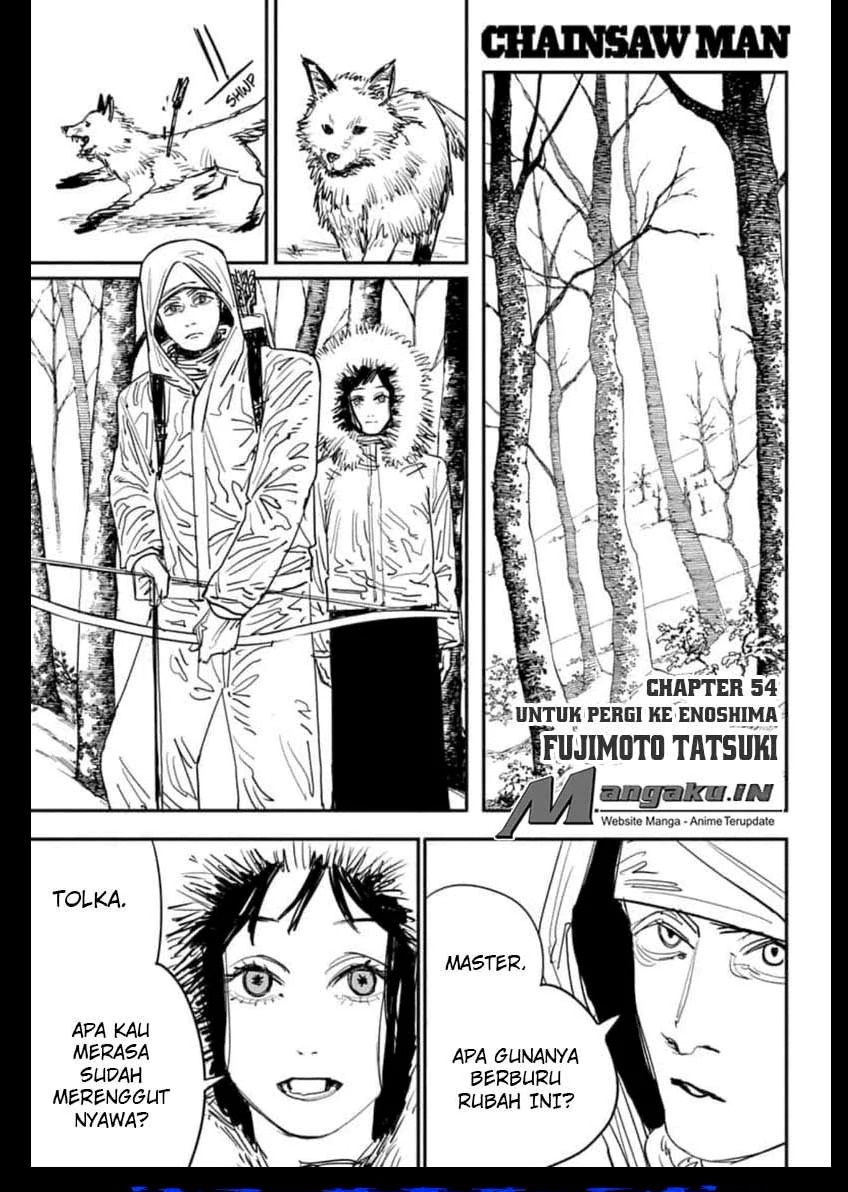 CHAINSAW MAN
CHAPTER 54
UNTUK PERGI KE ENOSHIMA
FUJIMOTO TATSUKI
Mangaku.iN
Website Manga - Anime Terupdate
SHWP
MASTER.
APA GUNANYA
BERBURU
RUBAH INI?
TOLKA.
APA KAU
MERASA
SUDAH
MERENGGUT
NYAWA?